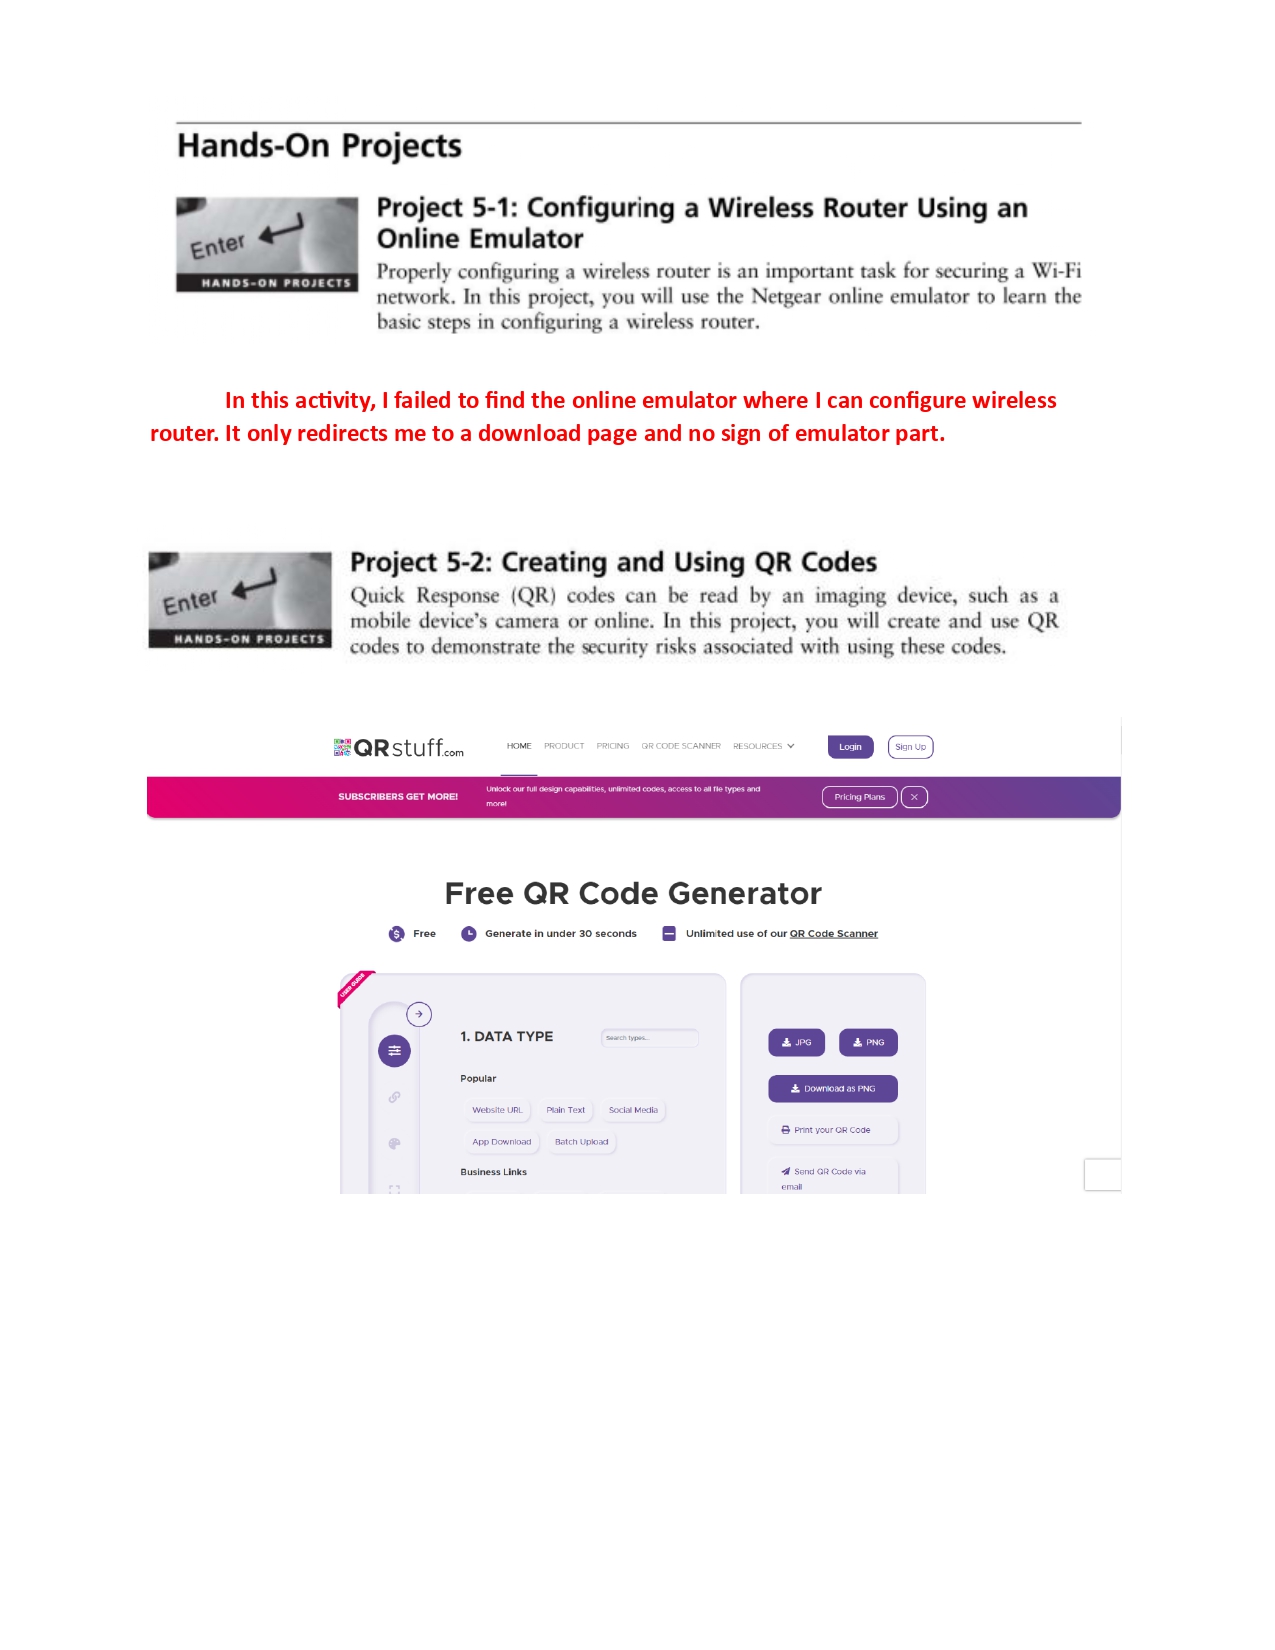 Hands-On Projects
Enter
HANDS-ON PROJECTS
Project 5-1: Configuring a Wireless Router Using an
Online Emulator
Properly configuring a wireless router is an important task for securing a Wi-Fi
network. In this project, you will use the Netgear online emulator to learn the
basic steps in configuring a wireless router.
In this activity, I failed to find the online emulator where I can configure wireless
router. It only redirects me to a download page and no sign of emulator part.
Enter
HANDS-ON PROJECTS
Project 5-2: Creating and Using QR Codes
Quick Response (QR) codes can be read by an imaging device, such as a
mobile device's camera or online. In this project, you will create and use QR
codes to demonstrate the security risks associated with using these codes.
QRstuff.com HOME PRODUCT PRICING QR CODE SCANNER RESOURCES Login Sign Up
SUBSCRIBERS GET MORE! Unlock our full design capabilities, unlimited codes, access to all file types and
more! Pricing Plans
Free QR Code Generator
Free Generate in under 30 seconds Unlimited use of our QR Code Scanner
USER GUIDE
1. DATA TYPE Search types...
JPG PNG
Popular
Download as PNG
Website URL Plain Text Social Media
Print your QR Code
App Download Batch Upload
Business Links
Send QR Code via
email